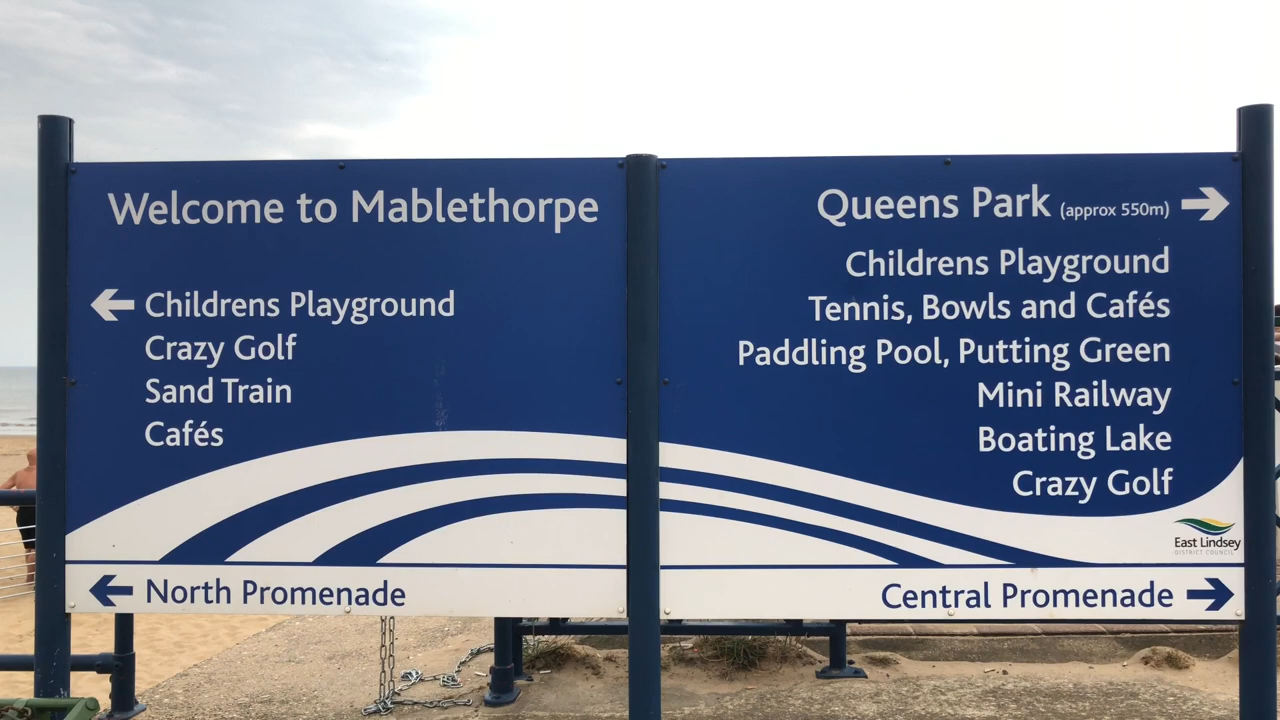 Welcome to Mablethorpe
Childrens Playground
Crazy Golf
Sand Train
Cafés
North Promenade
Queens Park (approx 550m)
Childrens Playground
Tennis, Bowls and Cafés
Paddling Pool, Putting Green
Mini Railway
Boating Lake
Crazy Golf
East Lindsey
DISTRICT COUNCIL
Central Promenade